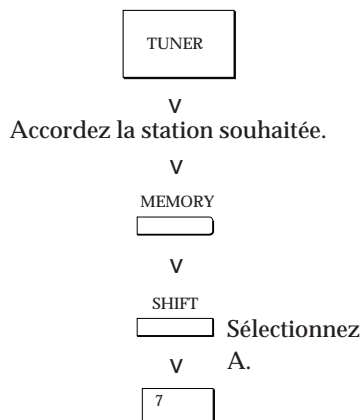 TUNER
v
Accordez la station souhaitée.
v
MEMORY
v
SHIFT
Sélectionnez
v A.
7